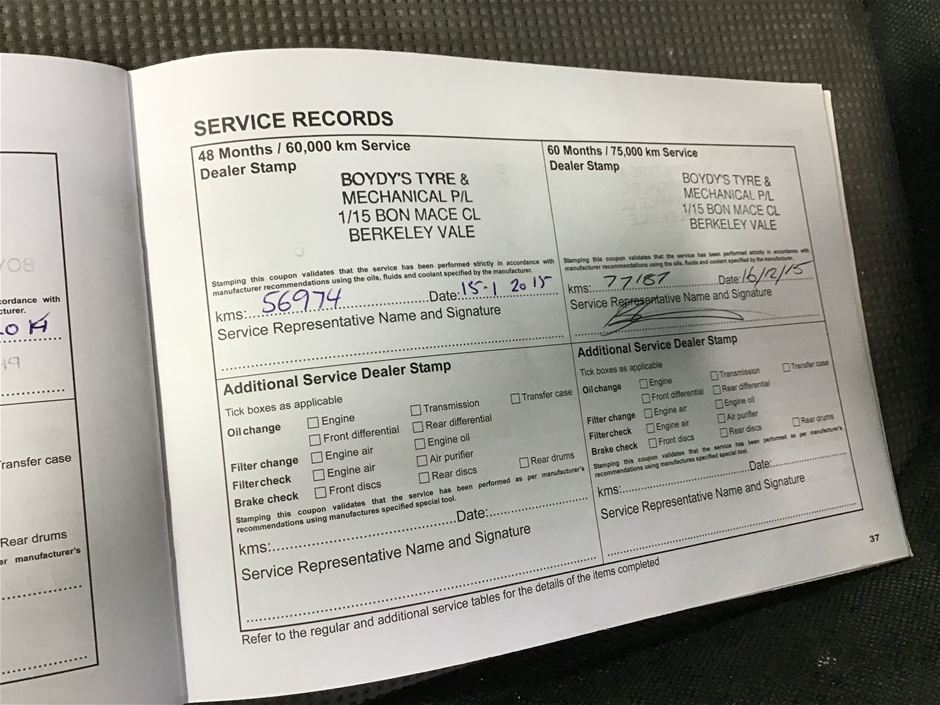 SERVICE RECORDS
48 Months / 60,000 km Service
Dealer Stamp
BOYDY'S TYRE &
MECHANICAL P/L
1/15 BON MACE CL
BERKELEY VALE
Stamping this coupon validates that the service has been performed strictly in accordance with
manufacturer recommendations using the oils, fluids and coolant specified by the manufacturer.
kms: 56974 Date: 15-1 2015
Service Representative Name and Signature
Additional Service Dealer Stamp
Tick boxes as applicable
Oil change Engine Transmission Transfer case
Front differential Rear differential
Filter change Engine air Engine oil
Filter check Engine air Air purifier
Brake check Front discs Rear discs Rear drums
Stamping this coupon validates that the service has been performed as per manufacturer's
recommendations using manufactures specified special tool.
kms: Date:
Service Representative Name and Signature
60 Months / 75,000 km Service
Dealer Stamp
BOYDY'S TYRE &
MECHANICAL P/L
1/15 BON MACE CL
BERKELEY VALE
Stamping this coupon validates that the service has been performed strictly in accordance with
manufacturer recommendations using the oils, fluids and coolant specified by the manufacturer.
kms: 77187 Date: 16/12/15
Service Representative Name and Signature
Additional Service Dealer Stamp
Tick boxes as applicable
Oil change Engine Transmission Transfer case
Front differential Rear differential
Filter change Engine air Engine oil
Filter check Engine air Air purifier
Brake check Front discs Rear discs Rear drums
Stamping this coupon validates that the service has been performed as per manufacturer's
recommendations using manufactures specified special tool.
kms: Date:
Service Representative Name and Signature
Refer to the regular and additional service tables for the details of the items completed
37